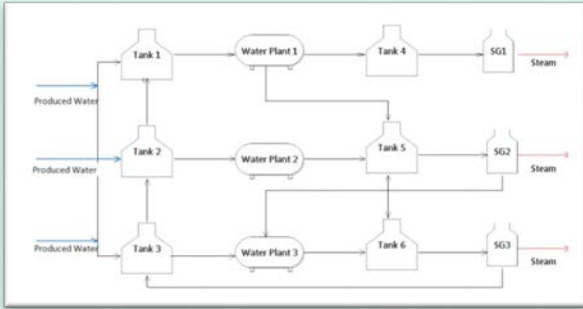 Tank 1
Water Plant 1
Tank 4
SG1
Steam
Produced Water
Tank 2
Water Plant 2
Tank 5
SG2
Steam
Produced Water
Tank 3
Water Plant 3
Tank 6
SG3
Steam
Produced Water